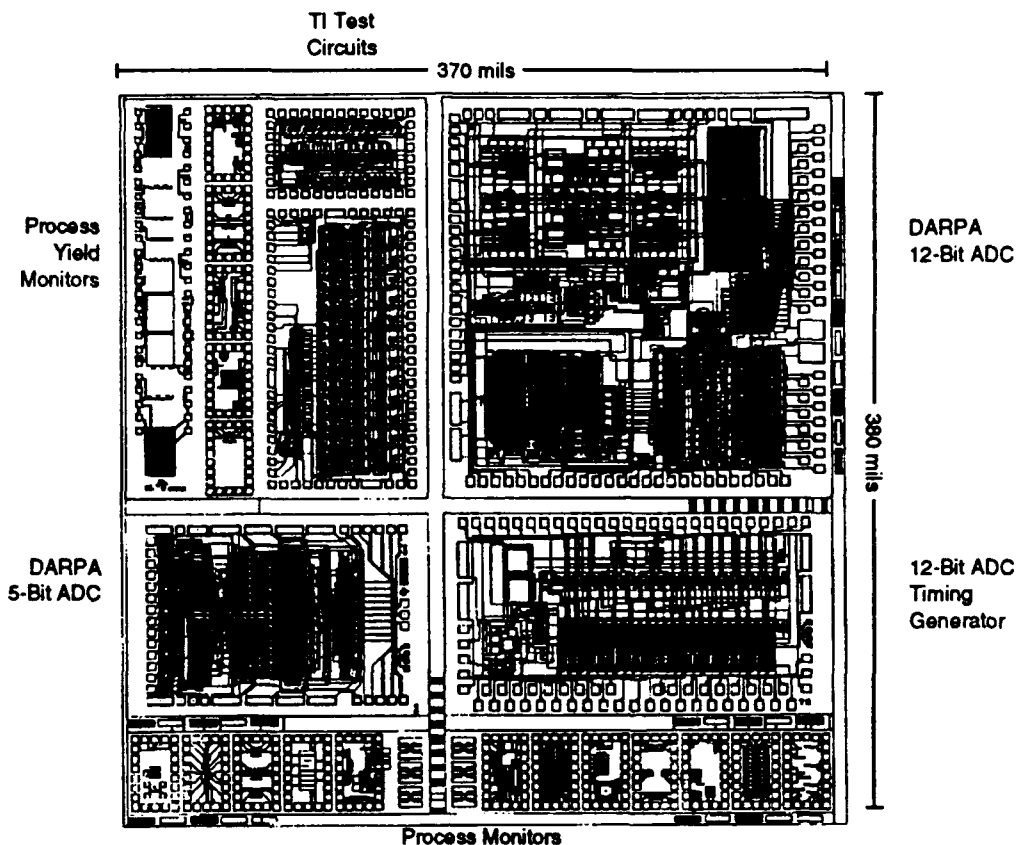 TI Test
Circuits
370 mils
Process
Yield
Monitors
DARPA
12-Bit ADC
380 mils
DARPA
5-Bit ADC
12-Bit ADC
Timing
Generator
Process Monitors